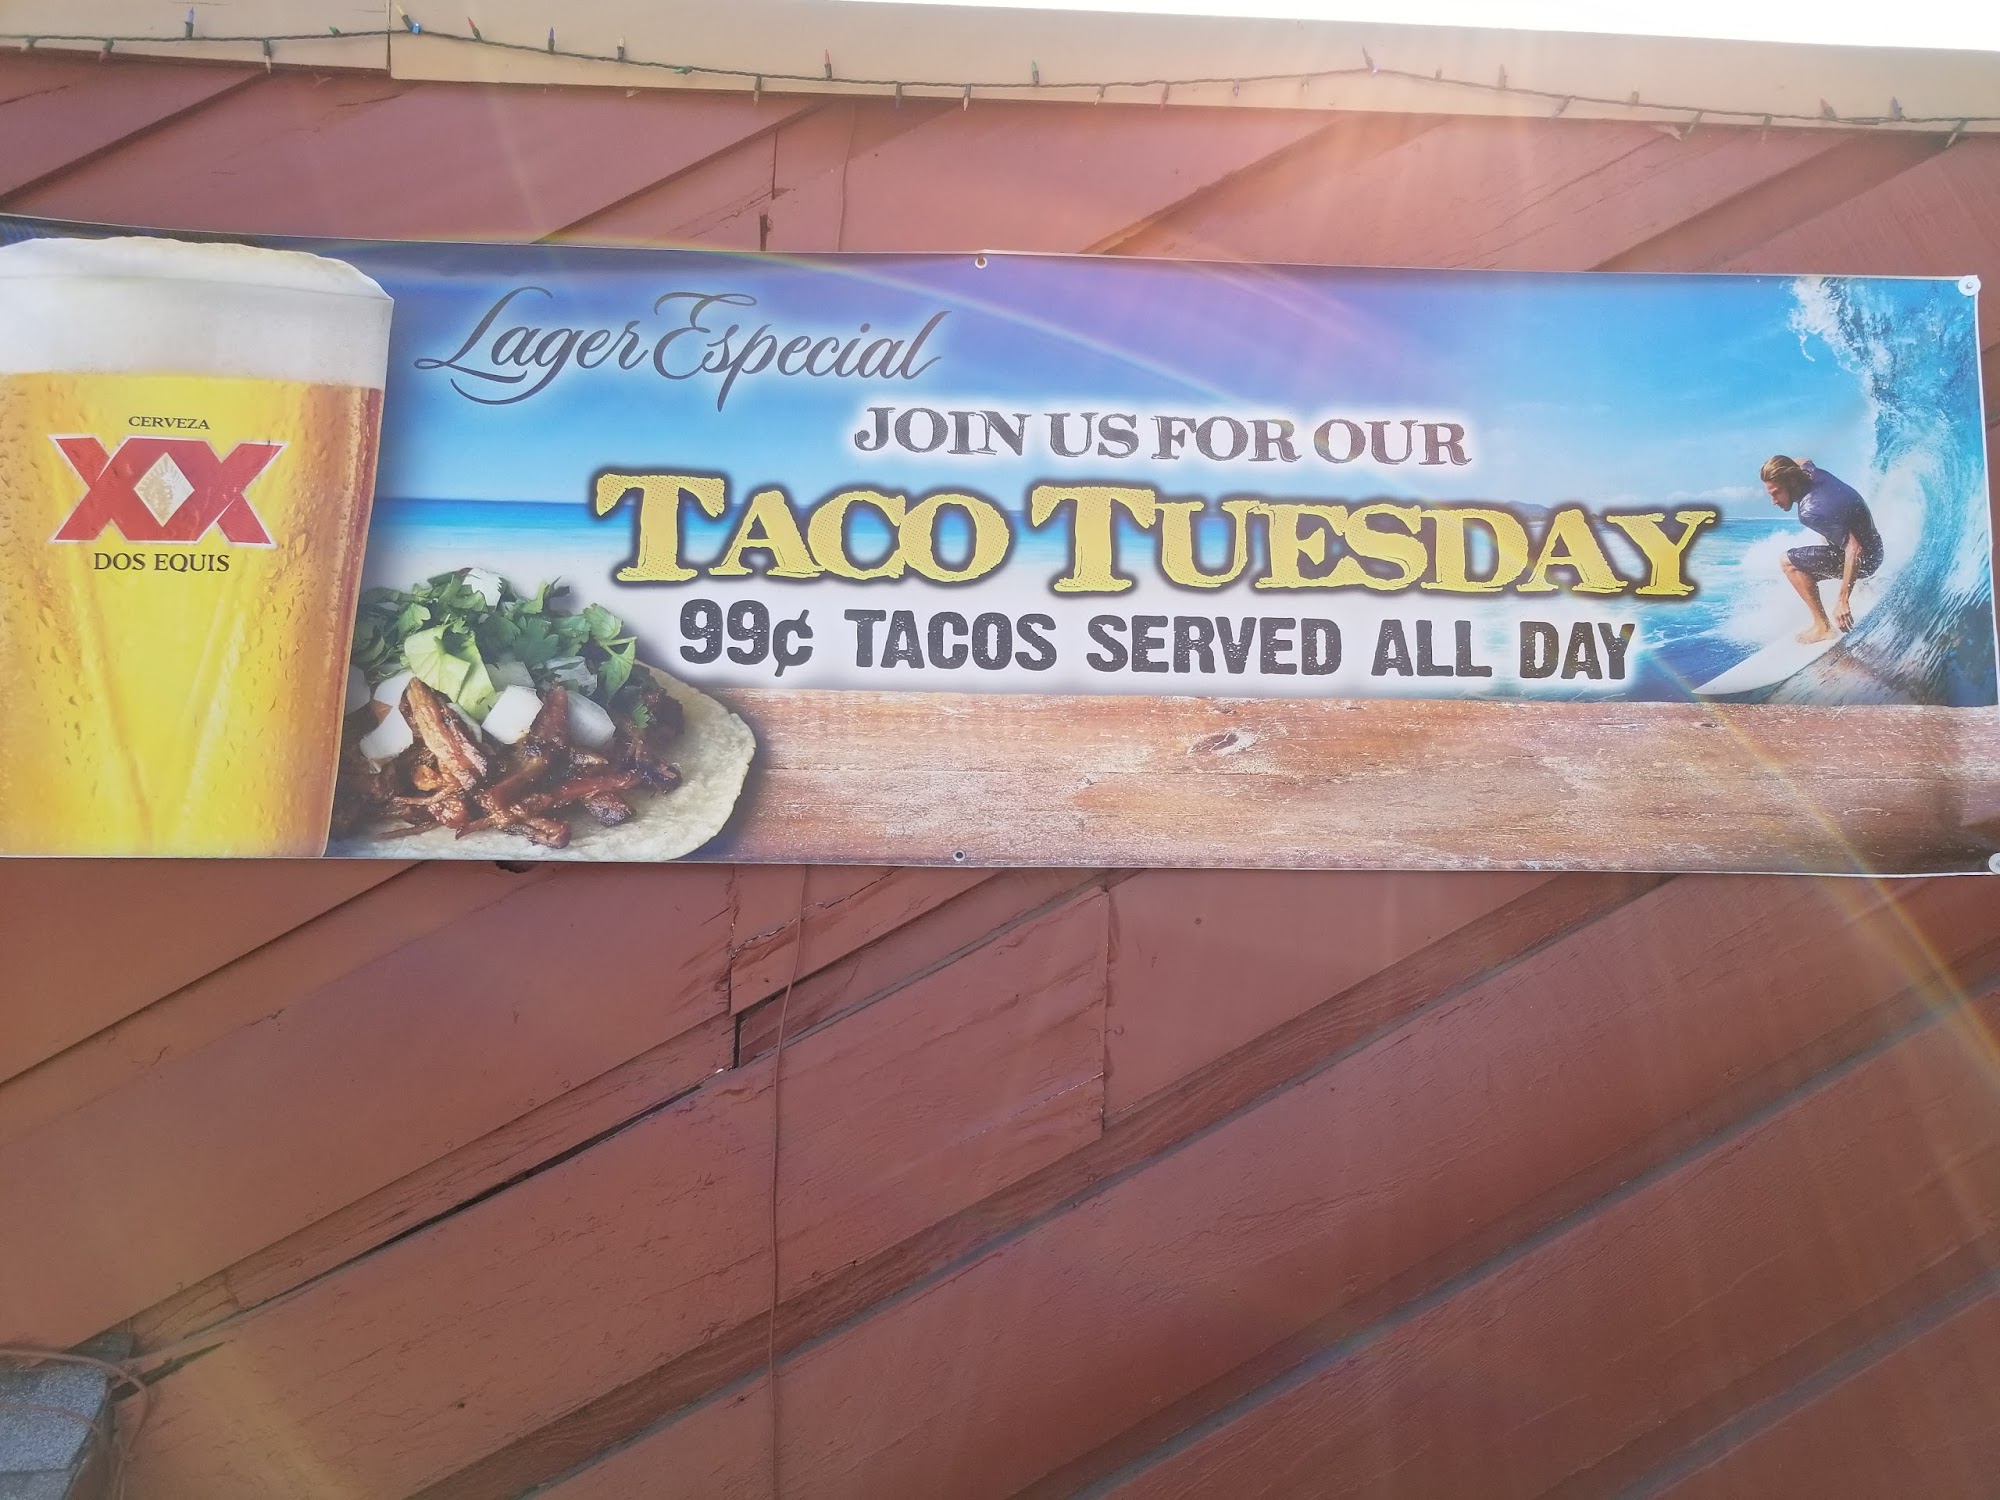 CERVEZA
XX
DOS EQUIS
Lager Especial
JOIN US FOR OUR
TACO TUESDAY
99¢ TACOS SERVED ALL DAY